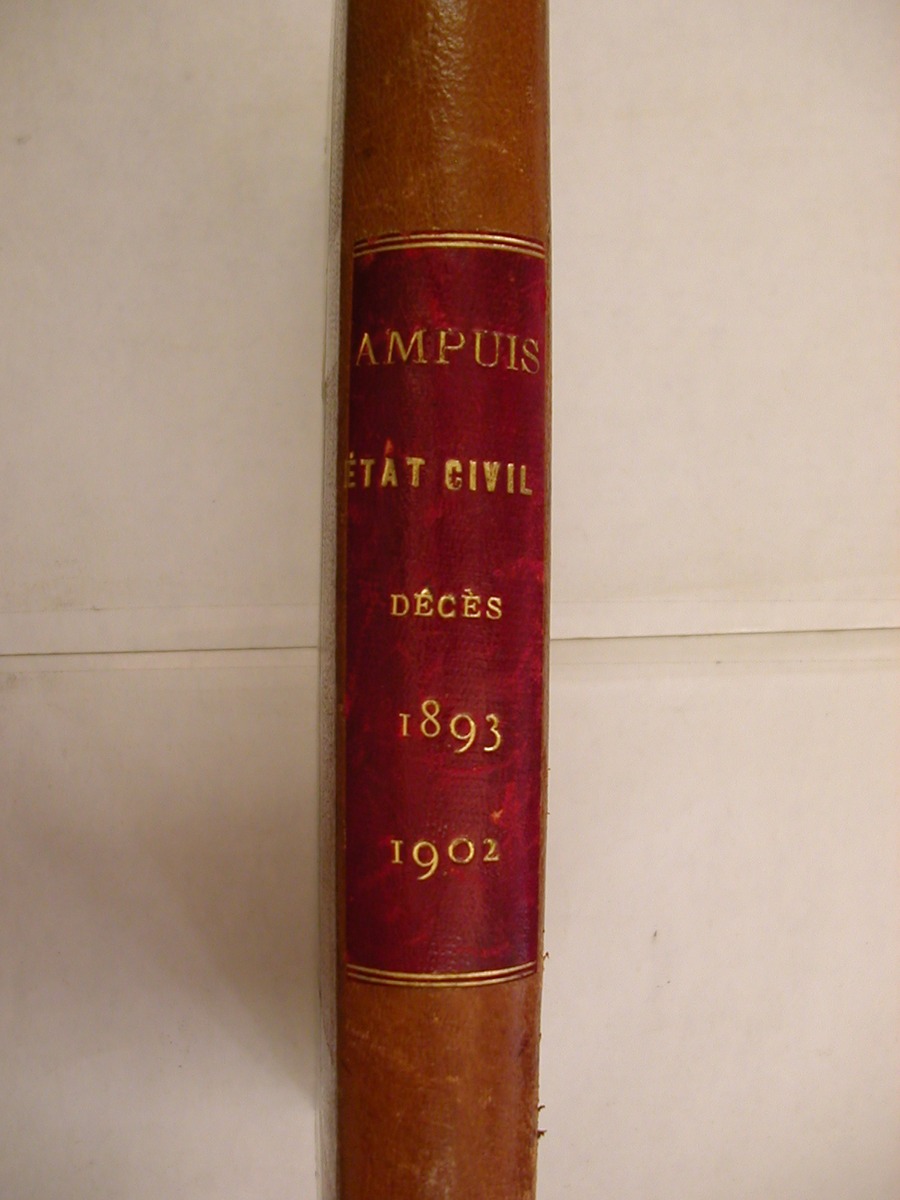 AMPUIS
ÉTAT CIVIL
DÉCÈS
1893
1902